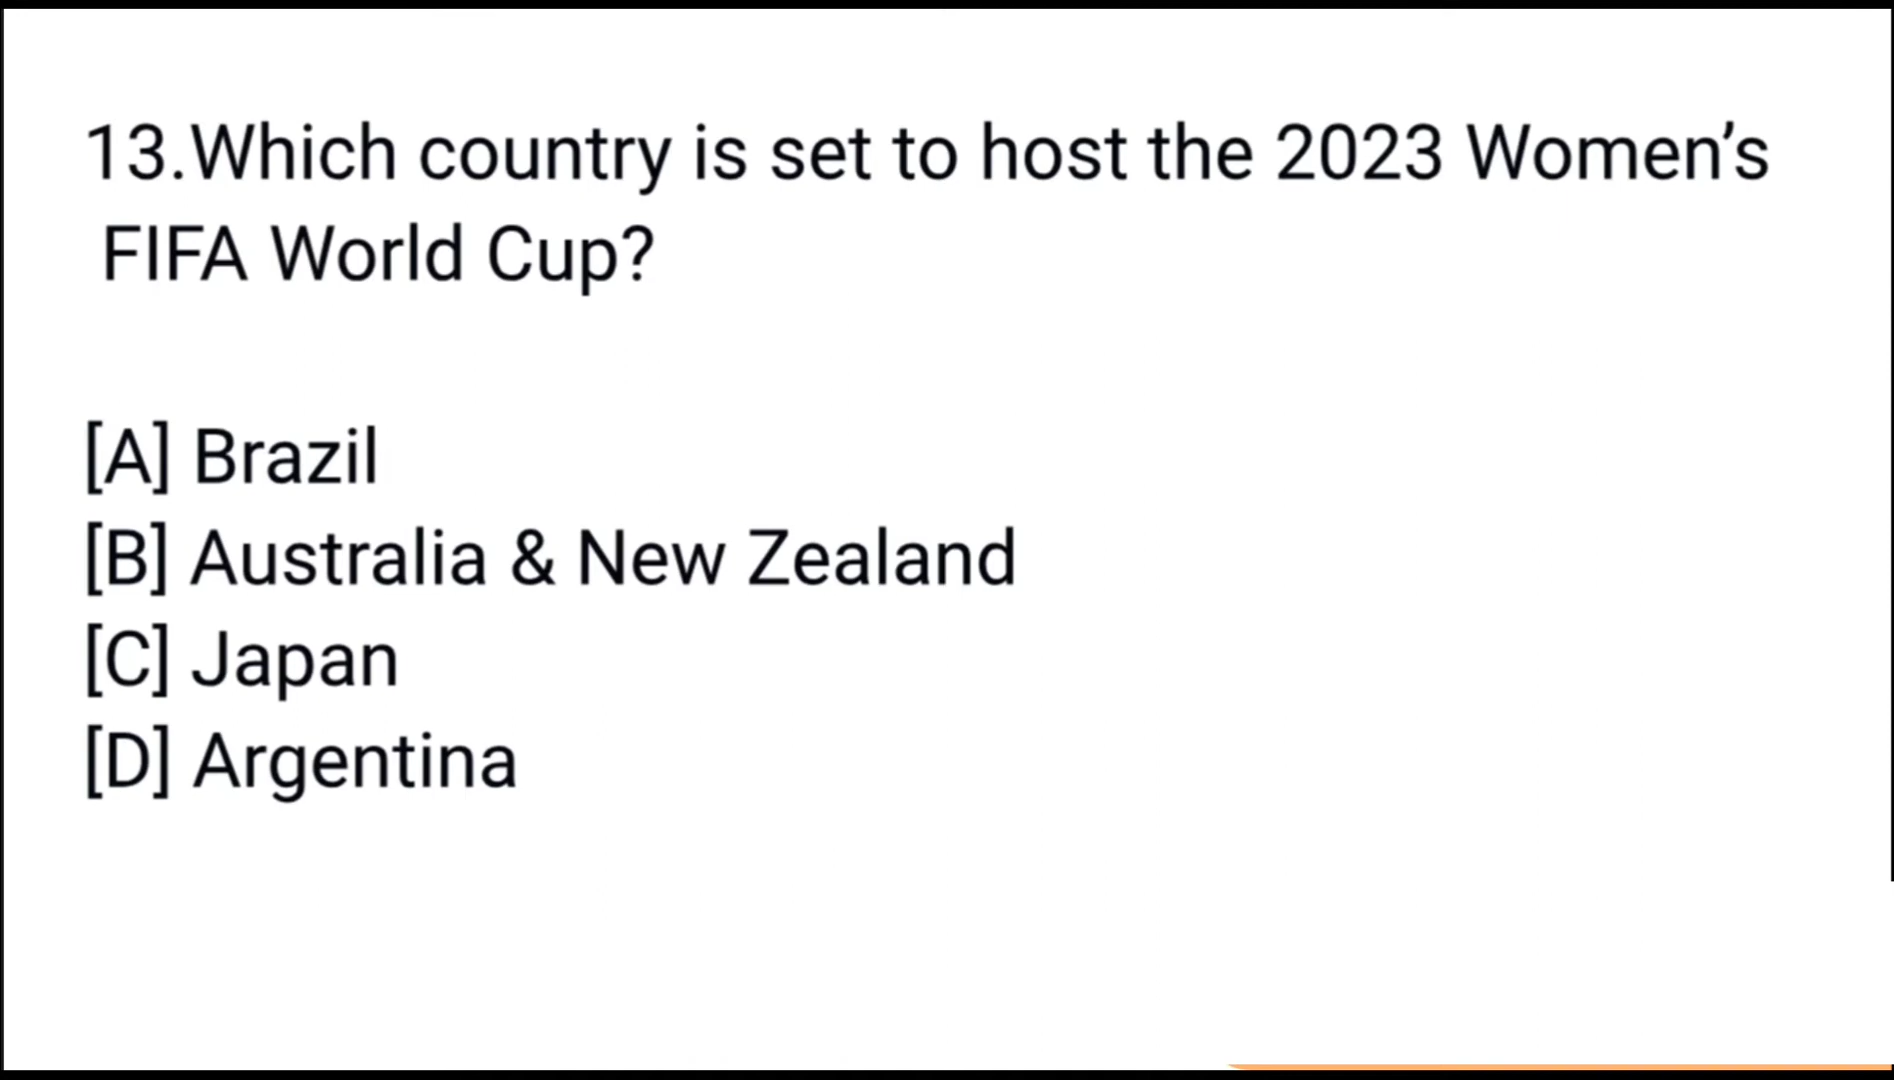 13.Which country is set to host the 2023 Women’s
FIFA World Cup?
[A] Brazil
[B] Australia & New Zealand
[C] Japan
[D] Argentina